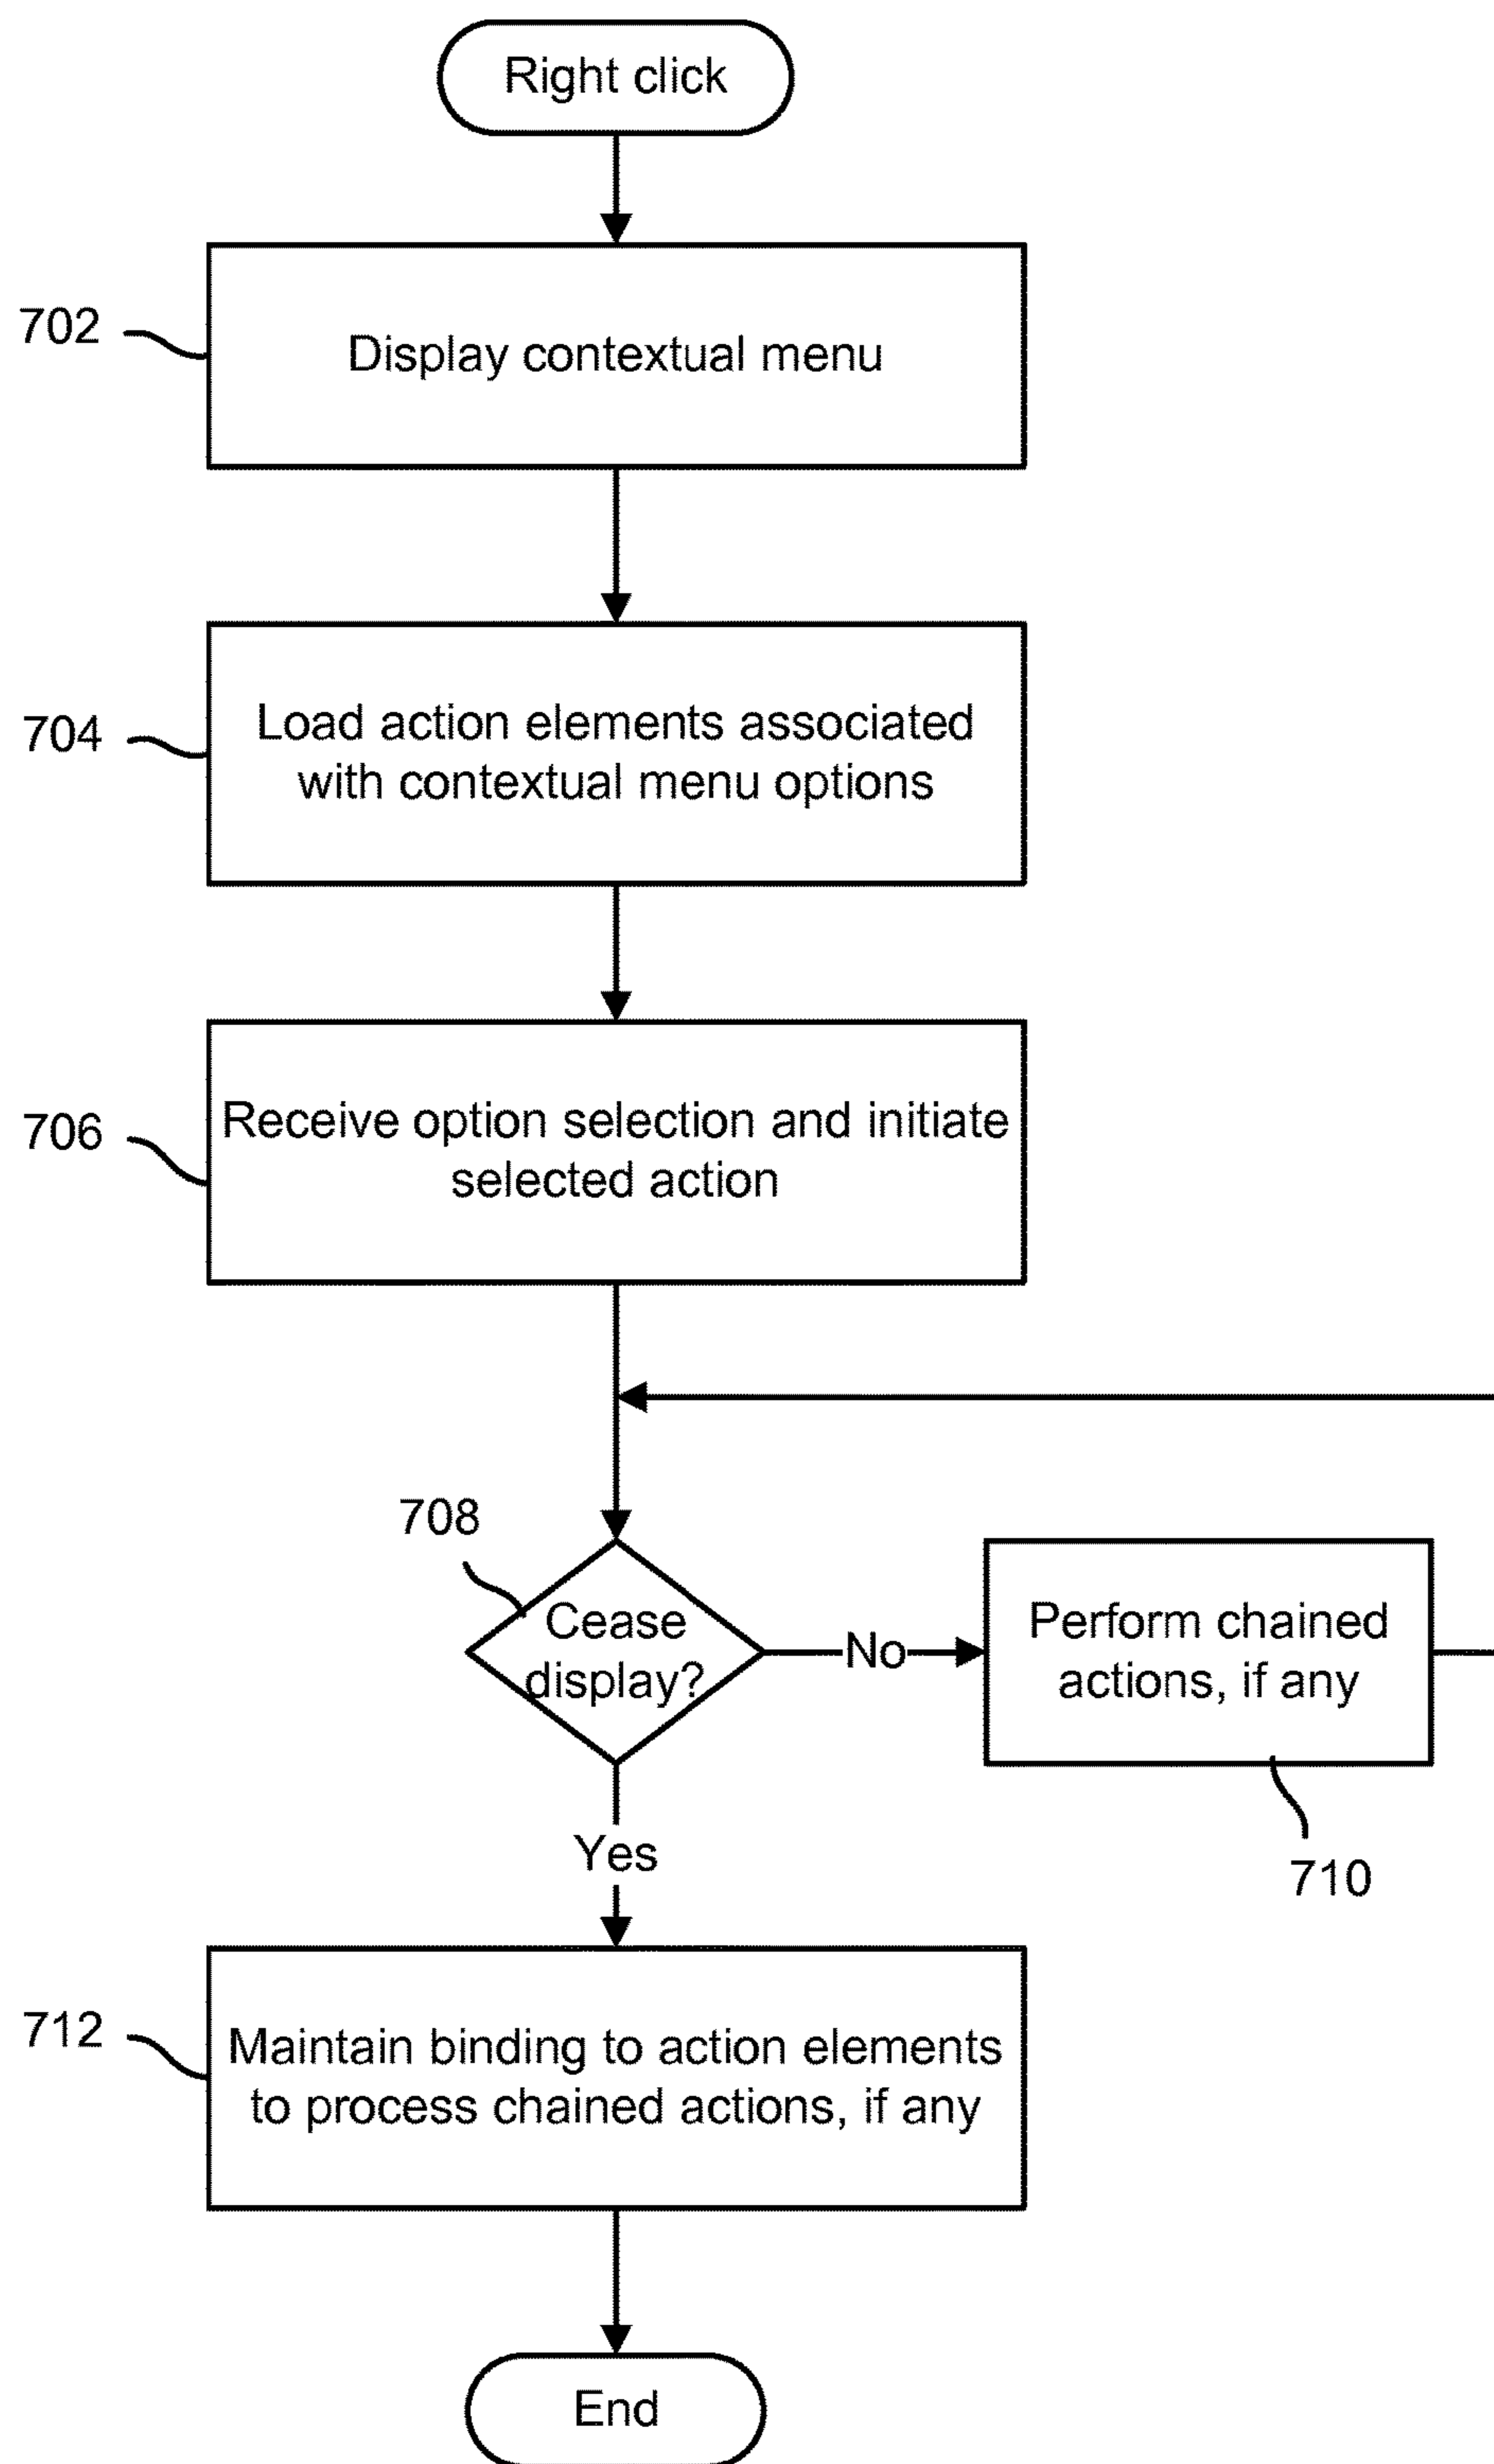 Right click
702
Display contextual menu
704
Load action elements associated
with contextual menu options
706
Receive option selection and initiate
selected action
708
Cease
display?
No
Perform chained
actions, if any
710
Yes
712
Maintain binding to action elements
to process chained actions, if any
End